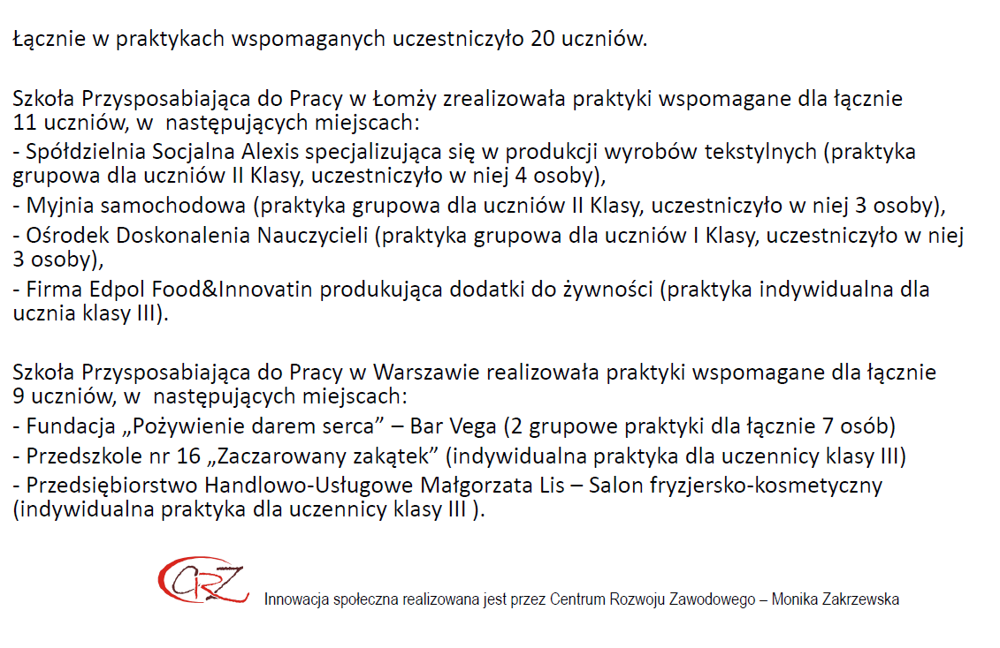 Łącznie w praktykach wspomaganych uczestniczyło 20 uczniów.
Szkoła Przysposabiająca do Pracy w Łomży zrealizowała praktyki wspomagane dla łącznie
11 uczniów, w  następujących miejscach:
- Spółdzielnia Socjalna Alexis specjalizująca się w produkcji wyrobów tekstylnych (praktyka
grupowa dla uczniów II Klasy, uczestniczyło w niej 4 osoby),
- Myjnia samochodowa (praktyka grupowa dla uczniów II Klasy, uczestniczyło w niej 3 osoby),
- Ośrodek Doskonalenia Nauczycieli (praktyka grupowa dla uczniów I Klasy, uczestniczyło w niej
3 osoby),
- Firma Edpol Food&Innovatin produkująca dodatki do żywności (praktyka indywidualna dla
ucznia klasy III).
Szkoła Przysposabiająca do Pracy w Warszawie realizowała praktyki wspomagane dla łącznie
9 uczniów, w  następujących miejscach:
- Fundacja „Pożywienie darem serca” – Bar Vega (2 grupowe praktyki dla łącznie 7 osób)
- Przedszkole nr 16 „Zaczarowany zakątek” (indywidualna praktyka dla uczennicy klasy III)
- Przedsiębiorstwo Handlowo-Usługowe Małgorzata Lis – Salon fryzjersko-kosmetyczny
(indywidualna praktyka dla uczennicy klasy III ).
CRZ
Innowacja społeczna realizowana jest przez Centrum Rozwoju Zawodowego – Monika Zakrzewska